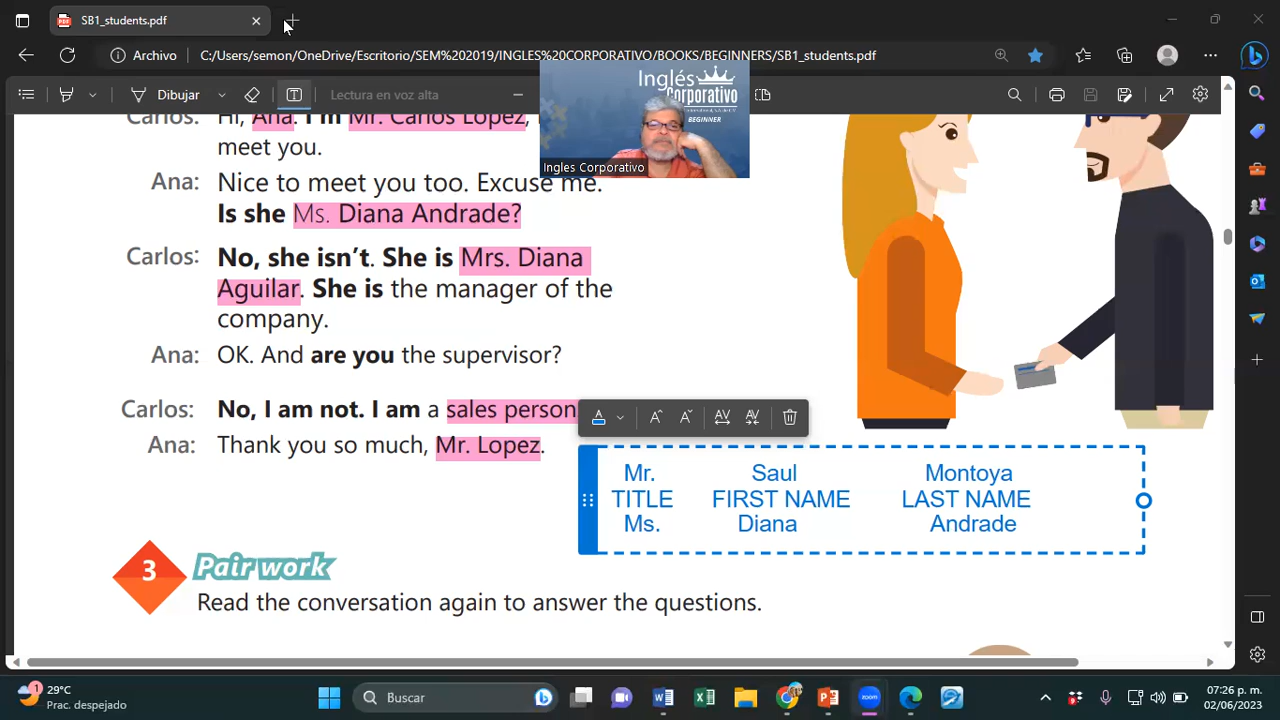 SB1_students.pdf
Archivo
C:/Users/semon/OneDrive/Escritorio/SEM%202019/INGLES%20CORPORATIVO/BOOKS/BEGINNERS/SB1_students.pdf
Dibujar
Lectura en voz alta
Inglés
Corporativo
BEGINNER
Ingles Corporativo
Carlos: Hi, Ana. I'm Mr. Carlos Lopez,
meet you.
Ana: Nice to meet you too. Excuse me.
Is she Ms. Diana Andrade?
Carlos: No, she isn't. She is Mrs. Diana
Aguilar. She is the manager of the
company.
Ana: OK. And are you the supervisor?
Carlos: No, I am not. I am a sales person
Ana: Thank you so much, Mr. Lopez.
Mr. Saul Montoya
TITLE FIRST NAME LAST NAME
Ms. Diana Andrade
3 Pair work
Read the conversation again to answer the questions.
1
29°C
Prac. despejado
Buscar
zoom
07:26 p. m.
02/06/2023